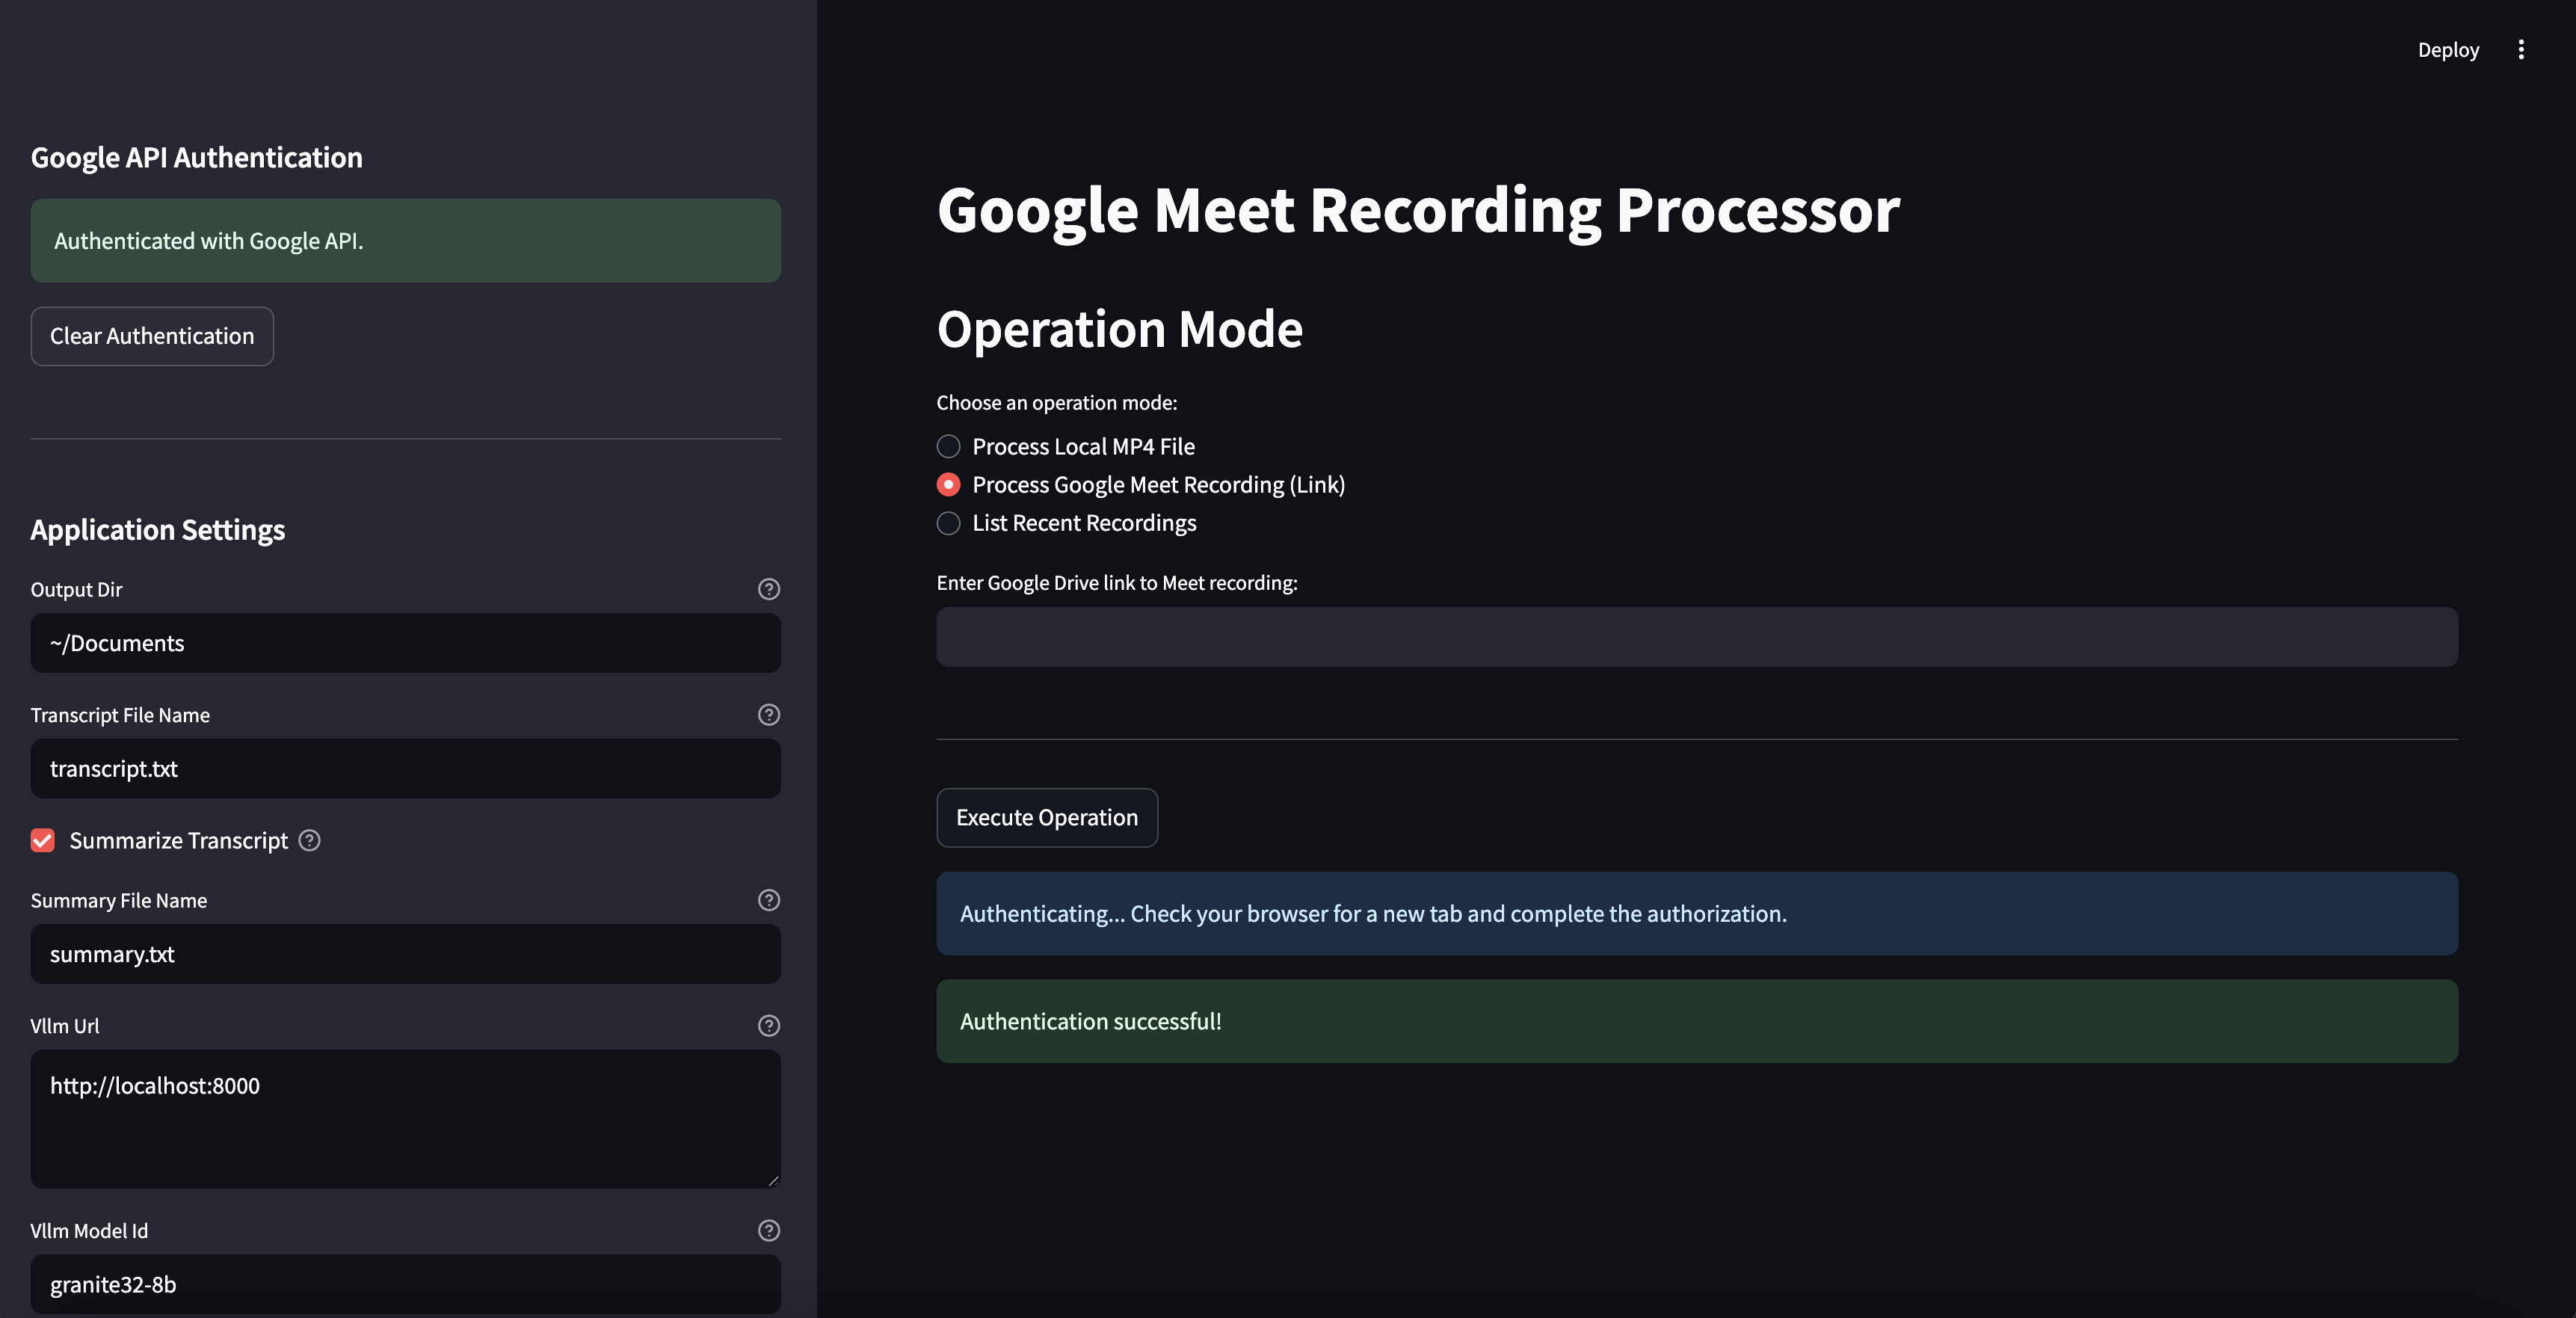 Deploy
Google API Authentication
Authenticated with Google API.
Clear Authentication
Application Settings
Output Dir
~/Documents
Transcript File Name
transcript.txt
Summarize Transcript
Summary File Name
summary.txt
Vllm Url
http://localhost:8000
Vllm Model Id
granite32-8b
Google Meet Recording Processor
Operation Mode
Choose an operation mode:
Process Local MP4 File
Process Google Meet Recording (Link)
List Recent Recordings
Enter Google Drive link to Meet recording:
Execute Operation
Authenticating... Check your browser for a new tab and complete the authorization.
Authentication successful!